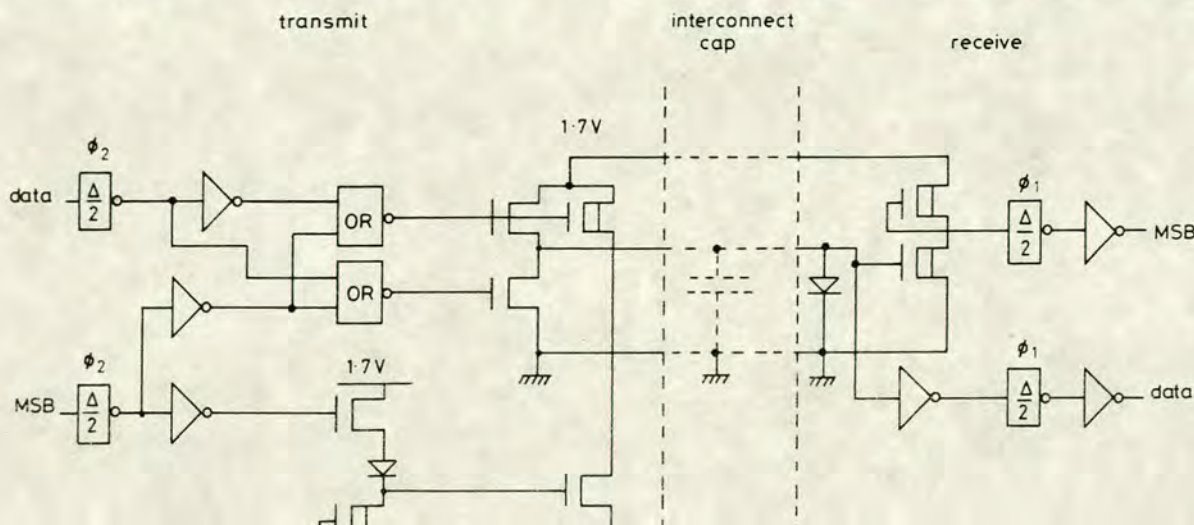 transmit
interconnect
cap
receive
1·7V
ϕ2
data
Δ
2
OR
ϕ1
Δ
2
MSB
OR
ϕ2
1·7V
ϕ1
MSB
Δ
2
Δ
2
data